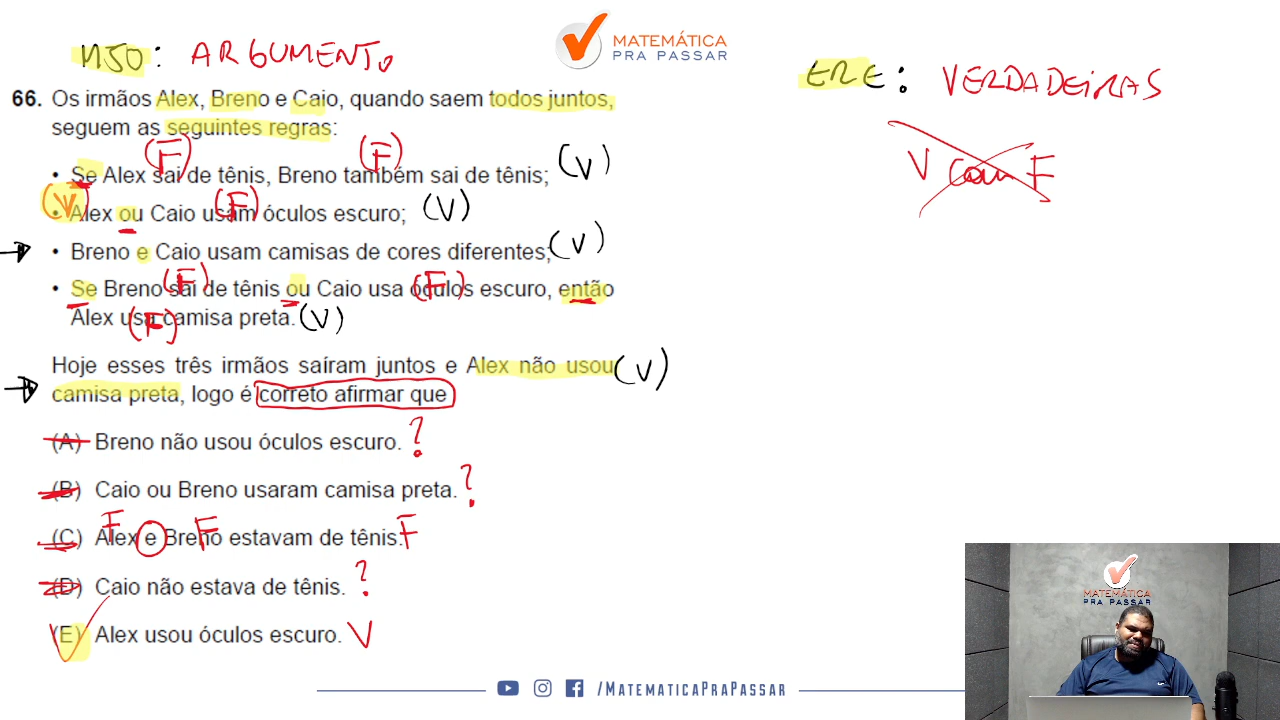 MJO: ARGUMENTO
MATEMÁTICA
PRA PASSAR
ERE: VERDADEIRAS
V com F
66. Os irmãos Alex, Breno e Caio, quando saem todos juntos,
seguem as seguintes regras:
(F) (F)
• Se Alex sai de tênis, Breno também sai de tênis; (V)
(V) (F)
• Alex ou Caio usam óculos escuro; (V)
• Breno e Caio usam camisas de cores diferentes; (V)
(F) (F)
• Se Breno sai de tênis ou Caio usa óculos escuro, então
(F)
Alex usa camisa preta. (V)
Hoje esses três irmãos saíram juntos e Alex não usou (V)
camisa preta, logo é correto afirmar que
(A) Breno não usou óculos escuro. ?
(B) Caio ou Breno usaram camisa preta. ?
F F
(C) Alex e Breno estavam de tênis. F
(D) Caio não estava de tênis. ?
(E) Alex usou óculos escuro. V
MATEMÁTICA
PRA PASSAR
/MATEMATICAPRAPASSAR